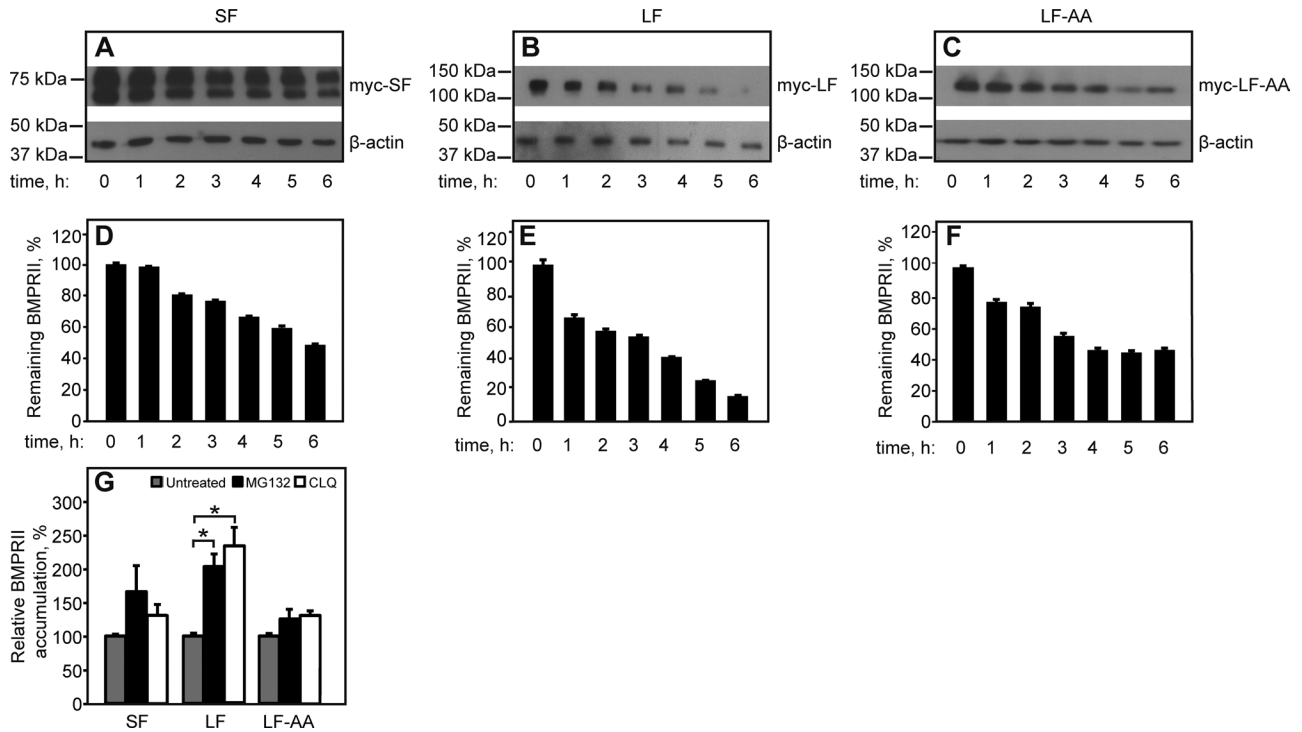 SF
LF
LF-AA
A
75 kDa
myc-SF
50 kDa
37 kDa
β-actin
time, h: 0 1 2 3 4 5 6
B
150 kDa
100 kDa
myc-LF
50 kDa
37 kDa
β-actin
time, h: 0 1 2 3 4 5 6
C
150 kDa
100 kDa
myc-LF-AA
50 kDa
37 kDa
β-actin
time, h: 0 1 2 3 4 5 6
D
Remaining BMPRII, %
120
100
80
60
40
20
0
time, h: 0 1 2 3 4 5 6
E
Remaining BMPRII, %
120
100
80
60
40
20
0
time, h: 0 1 2 3 4 5 6
F
Remaining BMPRII, %
120
100
80
60
40
20
0
time, h: 0 1 2 3 4 5 6
G
Untreated MG132 CLQ
Relative BMPRII
accumulation, %
300
250
200
150
100
50
0
*
*
SF LF LF-AA